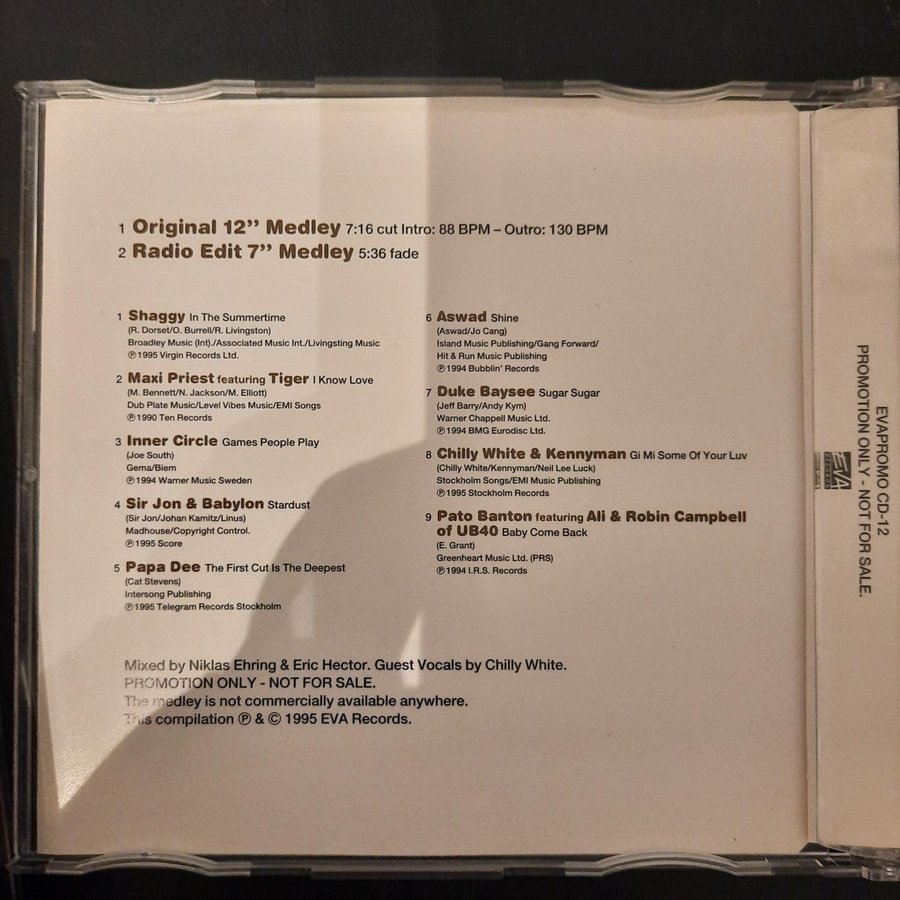 1 Original 12” Medley 7:16 cut Intro: 88 BPM – Outro: 130 BPM
2 Radio Edit 7” Medley 5:36 fade
1 Shaggy In The Summertime
(R. Dorset/O. Burrell/R. Livingston)
Broadley Music (Int)./Associated Music Int./Livingsting Music
℗ 1995 Virgin Records Ltd.
2 Maxi Priest featuring Tiger I Know Love
(M. Bennett/N. Jackson/M. Elliott)
Dub Plate Music/Level Vibes Music/EMI Songs
℗ 1990 Ten Records
3 Inner Circle Games People Play
(Joe South)
Gema/Biem
℗ 1994 Warner Music Sweden
4 Sir Jon & Babylon Stardust
(Sir Jon/Johan Kamitz/Linus)
Madhouse/Copyright Control.
℗ 1995 Score
5 Papa Dee The First Cut Is The Deepest
(Cat Stevens)
Intersong Publishing
℗ 1995 Telegram Records Stockholm
6 Aswad Shine
(Aswad/Jo Cang)
Island Music Publishing/Gang Forward/
Hit & Run Music Publishing
℗ 1994 Bubblin' Records
7 Duke Baysee Sugar Sugar
(Jeff Barry/Andy Kym)
Warner Chappell Music Ltd.
℗ 1994 BMG Eurodisc Ltd.
8 Chilly White & Kennyman Gi Mi Some Of Your Luv
(Chilly White/Kennyman/Neil Lee Luck)
Stockholm Songs/EMI Music Publishing
℗ 1995 Stockholm Records
9 Pato Banton featuring Ali & Robin Campbell
of UB40 Baby Come Back
(E. Grant)
Greenheart Music Ltd. (PRS)
℗ 1994 I.R.S. Records
Mixed by Niklas Ehring & Eric Hector. Guest Vocals by Chilly White.
PROMOTION ONLY - NOT FOR SALE.
The medley is not commercially available anywhere.
This compilation ℗ & © 1995 EVA Records.
EVAPROMO CD-12
PROMOTION ONLY - NOT FOR SALE.
EVA
RECORDS